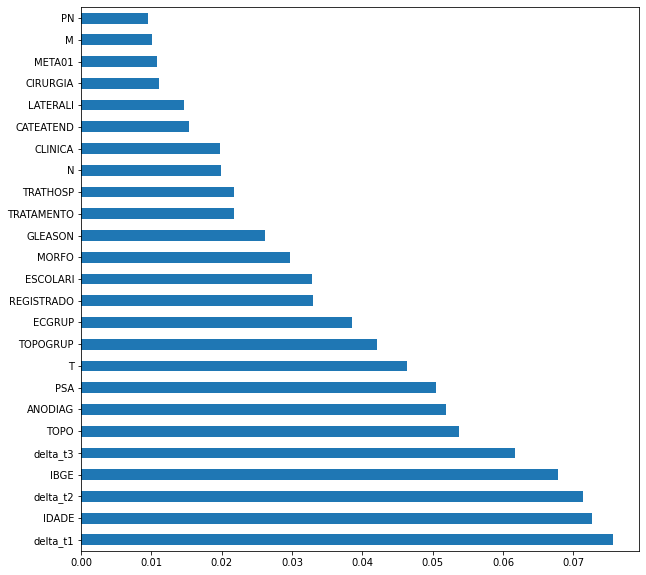 PN
M
META01
CIRURGIA
LATERALI
CATEATEND
CLINICA
N
TRATHOSP
TRATAMENTO
GLEASON
MORFO
ESCOLARI
REGISTRADO
ECGRUP
TOPOGRUP
T
PSA
ANODIAG
TOPO
delta_t3
IBGE
delta_t2
IDADE
delta_t1
0.00 0.01 0.02 0.03 0.04 0.05 0.06 0.07